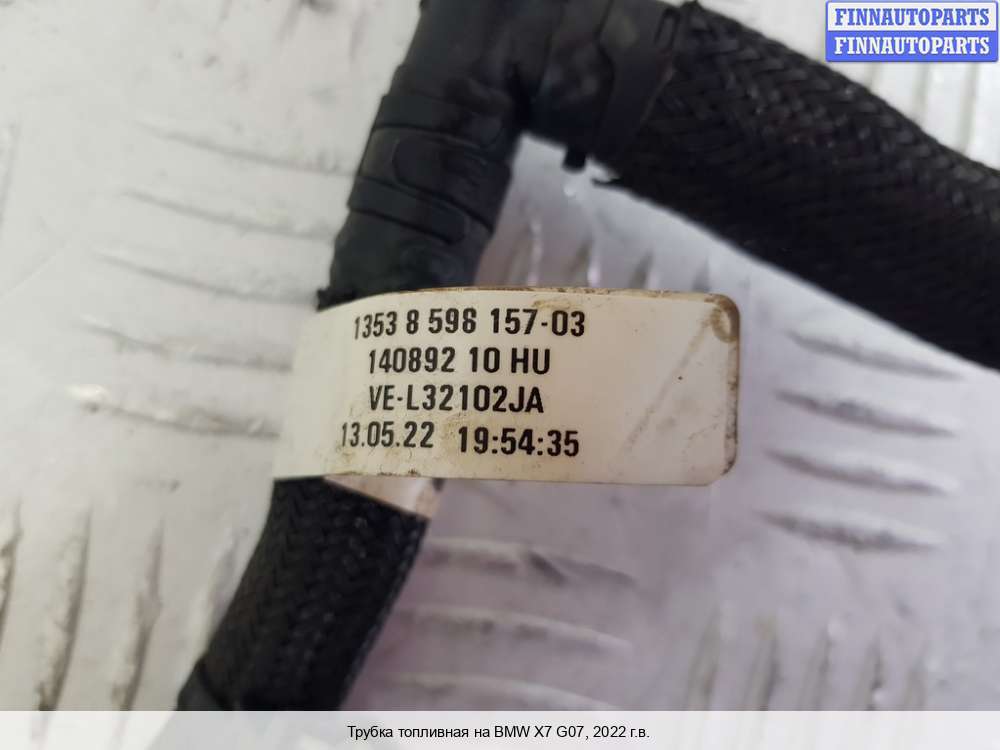 FINNAUTOPARTS
FINNAUTOPARTS
1353 8 598 157-03
140892 10 HU
VE-L32102JA
13.05.22 19:54:35
Трубка топливная на BMW X7 G07, 2022 г.в.